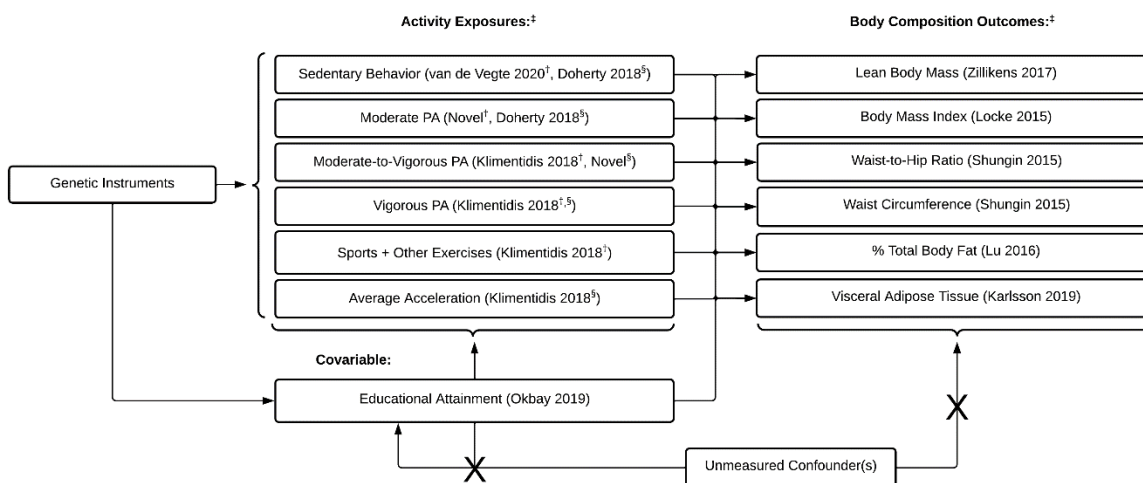 Activity Exposures:‡
Body Composition Outcomes:‡
Sedentary Behavior (van de Vegte 2020†, Doherty 2018§)
Lean Body Mass (Zillikens 2017)
Moderate PA (Novel†, Doherty 2018§)
Body Mass Index (Locke 2015)
Moderate-to-Vigorous PA (Klimentidis 2018†, Novel§)
Waist-to-Hip Ratio (Shungin 2015)
Genetic Instruments
Vigorous PA (Klimentidis 2018†,§)
Waist Circumference (Shungin 2015)
Sports + Other Exercises (Klimentidis 2018†)
% Total Body Fat (Lu 2016)
Average Acceleration (Klimentidis 2018§)
Visceral Adipose Tissue (Karlsson 2019)
Covariable:
Educational Attainment (Okbay 2019)
X
X
Unmeasured Confounder(s)